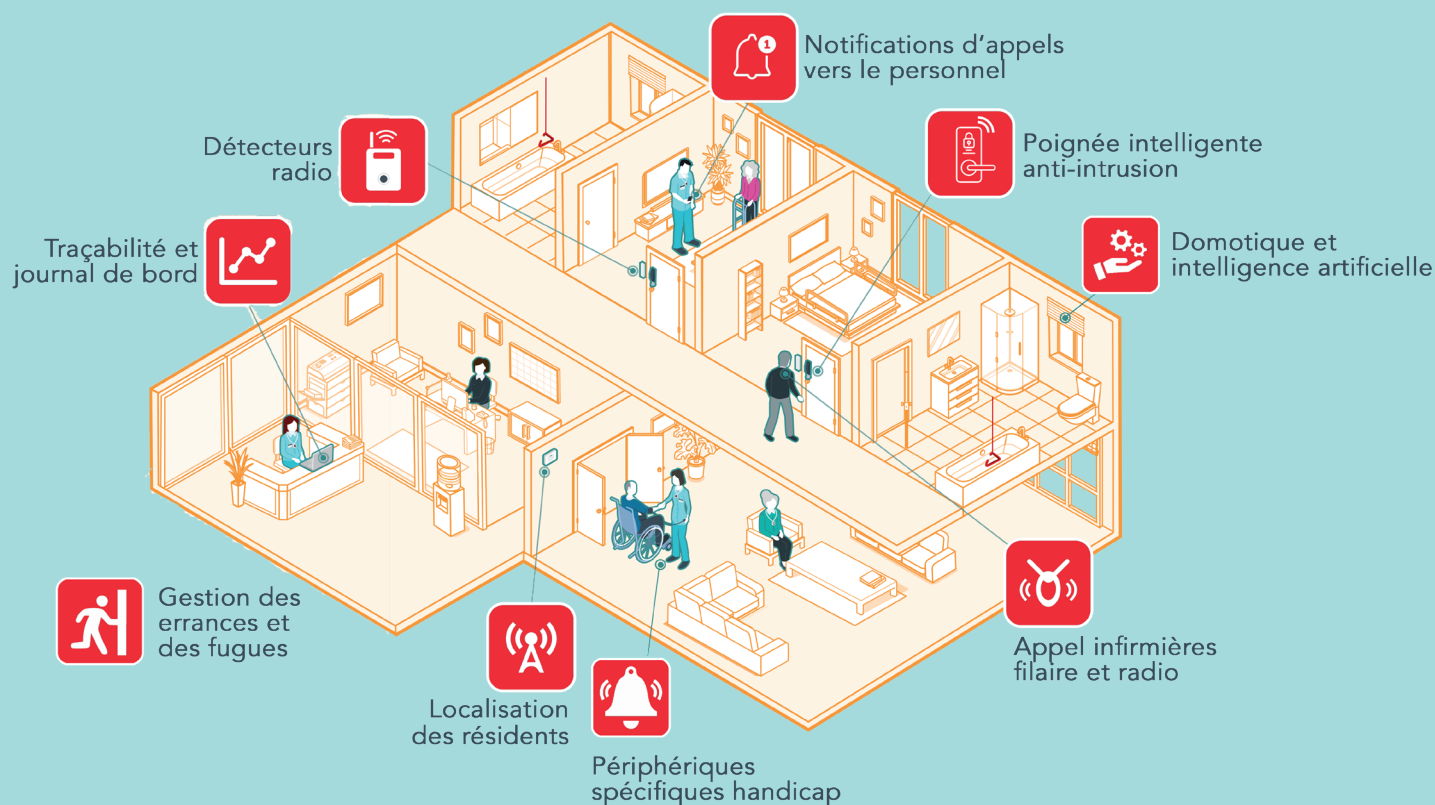 Notifications d'appels
vers le personnel
Détecteurs
radio
Poignée intelligente
anti-intrusion
Traçabilité et
journal de bord
Domotique et
intelligence artificielle
Gestion des
errances et
des fugues
Appel infirmières
filaire et radio
Localisation
des résidents
Périphériques
spécifiques handicap
1